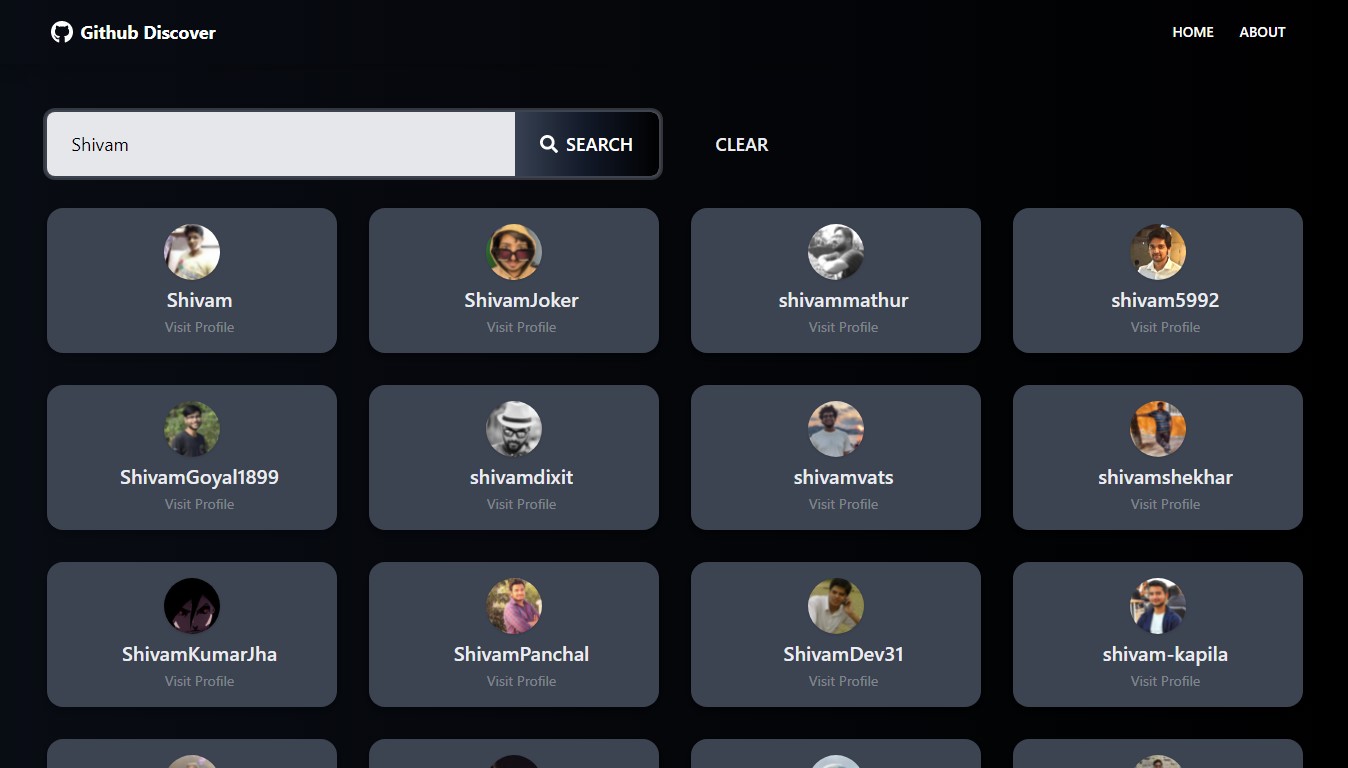 Github Discover
HOME ABOUT
Shivam
SEARCH
CLEAR
Shivam
Visit Profile
ShivamJoker
Visit Profile
shivammathur
Visit Profile
shivam5992
Visit Profile
ShivamGoyal1899
Visit Profile
shivamdixit
Visit Profile
shivamvats
Visit Profile
shivamshekhar
Visit Profile
ShivamKumarJha
Visit Profile
ShivamPanchal
Visit Profile
ShivamDev31
Visit Profile
shivam-kapila
Visit Profile